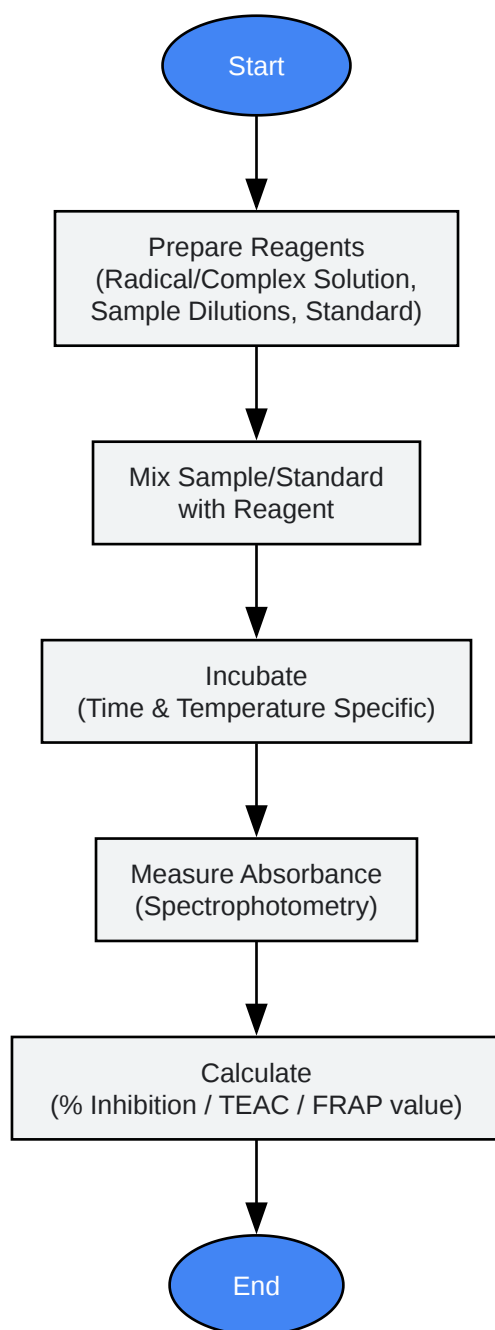 Start
Prepare Reagents
(Radical/Complex Solution,
Sample Dilutions, Standard)
Mix Sample/Standard
with Reagent
Incubate
(Time & Temperature Specific)
Measure Absorbance
(Spectrophotometry)
Calculate
(% Inhibition / TEAC / FRAP value)
End